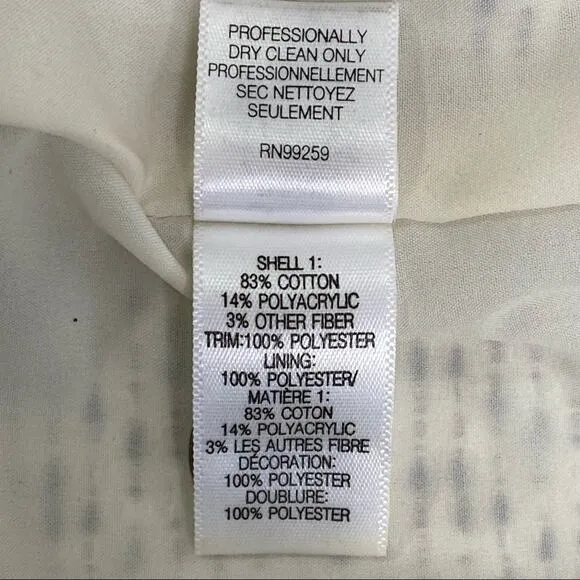 PROFESSIONALLY
DRY CLEAN ONLY
PROFESSIONNELLEMENT
SEC NETTOYEZ
SEULEMENT
RN99259
SHELL 1:
83% COTTON
14% POLYACRYLIC
3% OTHER FIBER
TRIM:100% POLYESTER
LINING:
100% POLYESTER/
MATIÈRE 1:
83% COTON
14% POLYACRYLIC
3% LES AUTRES FIBRE
DÉCORATION:
100% POLYESTER
DOUBLURE:
100% POLYESTER